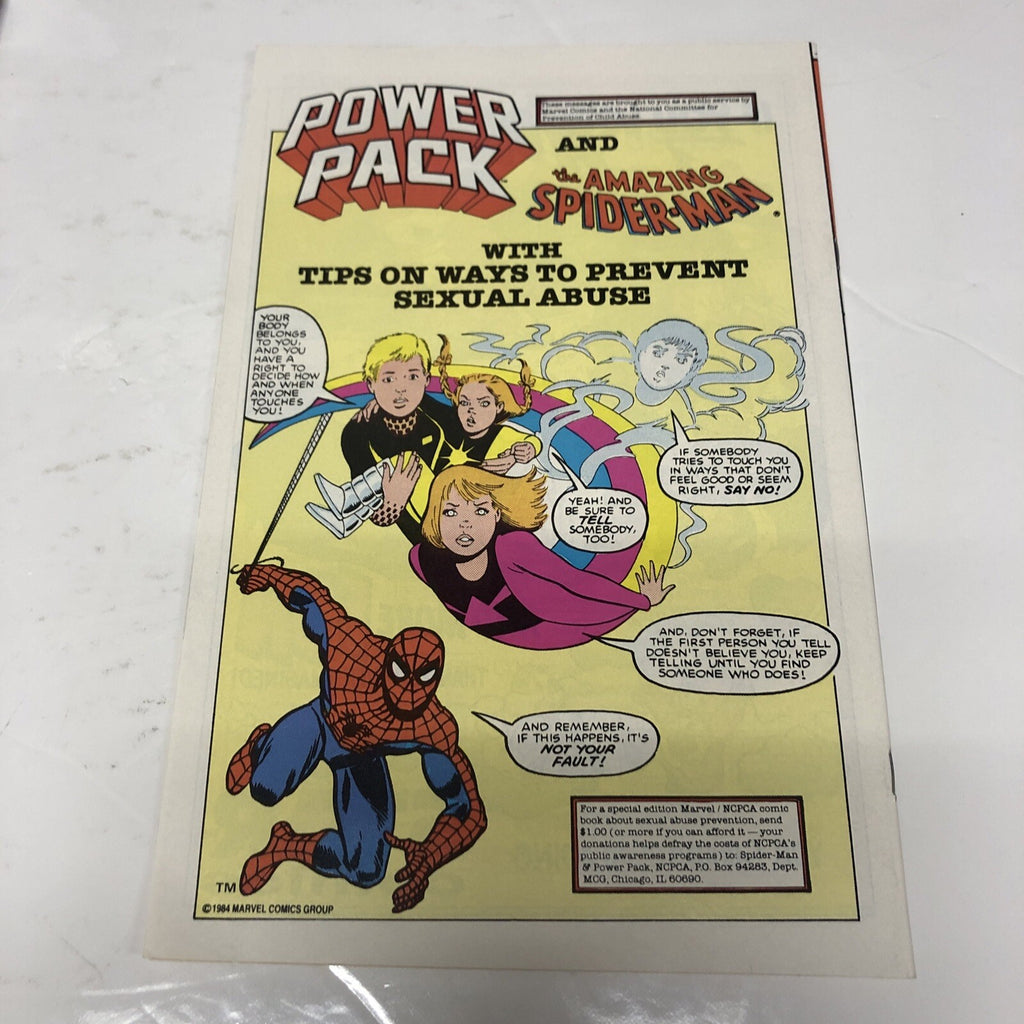 POWER
PACK
These messages are brought to you as a public service by
Marvel Comics and the National Committee for
Prevention of Child Abuse.
AND
the AMAZING
SPIDER-MAN
WITH
TIPS ON WAYS TO PREVENT
SEXUAL ABUSE
YOUR
BODY
BELONGS
TO YOU,
AND YOU
HAVE A
RIGHT TO
DECIDE HOW
AND WHEN
ANYONE
TOUCHES
YOU!
IF SOMEBODY
TRIES TO TOUCH YOU
IN WAYS THAT DON'T
FEEL GOOD OR SEEM
RIGHT, SAY NO!
YEAH! AND
BE SURE TO
TELL
SOMEBODY,
TOO!
AND, DON'T FORGET, IF
THE FIRST PERSON YOU TELL
DOESN'T BELIEVE YOU, KEEP
TELLING UNTIL YOU FIND
SOMEONE WHO DOES!
AND REMEMBER,
IF THIS HAPPENS, IT'S
NOT YOUR
FAULT!
For a special edition Marvel / NCPCA comic
book about sexual abuse prevention, send
$1.00 (or more if you can afford it — your
donations helps defray the costs of NCPCA's
public awareness programs) to: Spider-Man
& Power Pack, NCPCA, P.O. Box 94283, Dept.
MCG, Chicago, IL 60690.
TM
©1984 MARVEL COMICS GROUP